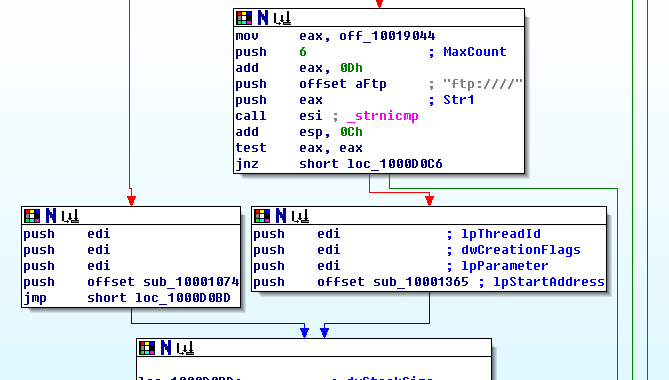 mov eax, off_10019044
push 6 ; MaxCount
add eax, 0Dh
push offset aFtp ; "ftp:////"
push eax ; Str1
call esi ; _strnicmp
add esp, 0Ch
test eax, eax
jnz short loc_1000D0C6
push edi
push edi
push edi
push offset sub_10001074
jmp short loc_1000D0BD
push edi ; lpThreadId
push edi ; dwCreationFlags
push edi ; lpParameter
push offset sub_10001365 ; lpStartAddress
loc_1000D0BD: ; dwStackSize